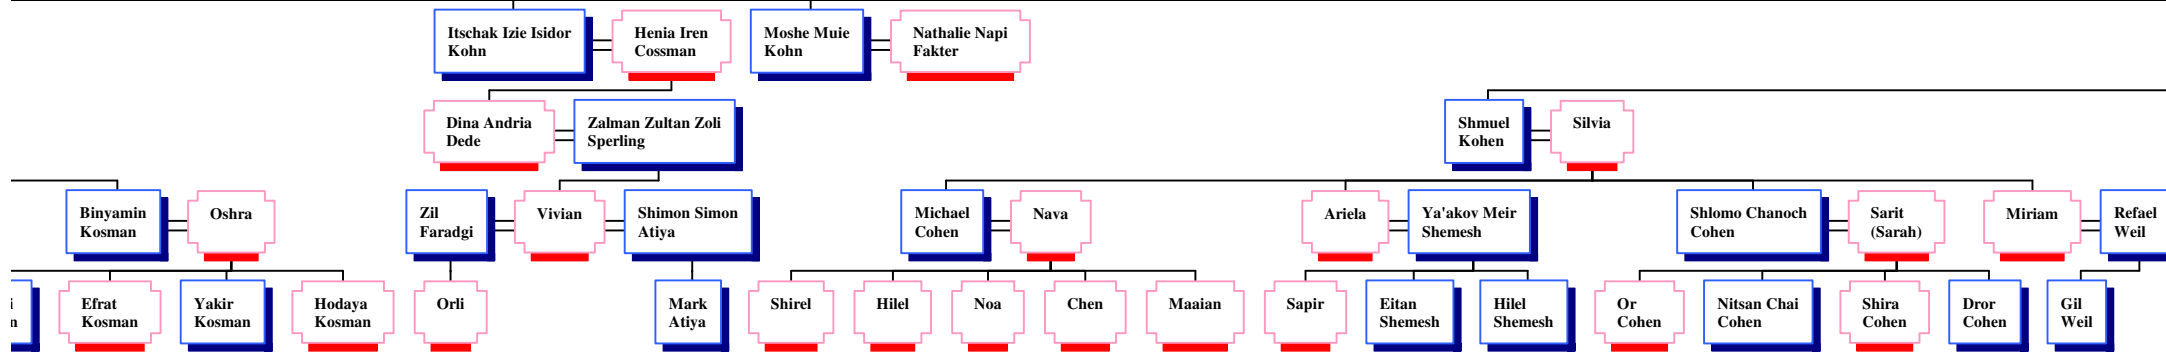 Itschak Izie Isidor
Kohn
Henia Iren
Cossman
Moshe Muie
Kohn
Nathalie Napi
Fakter
Dina Andria
Dede
Zalman Zultan Zoli
Sperling
Shmuel
Kohen
Silvia
Binyamin
Kosman
Oshra
Zil
Faradgi
Vivian
Shimon Simon
Atiya
Michael
Cohen
Nava
Ariela
Ya'akov Meir
Shemesh
Shlomo Chanoch
Cohen
Sarit
(Sarah)
Miriam
Refael
Weil
i
n
Efrat
Kosman
Yakir
Kosman
Hodaya
Kosman
Orli
Mark
Atiya
Shirel
Hilel
Noa
Chen
Maaian
Sapir
Eitan
Shemesh
Hilel
Shemesh
Or
Cohen
Nitsan Chai
Cohen
Shira
Cohen
Dror
Cohen
Gil
Weil